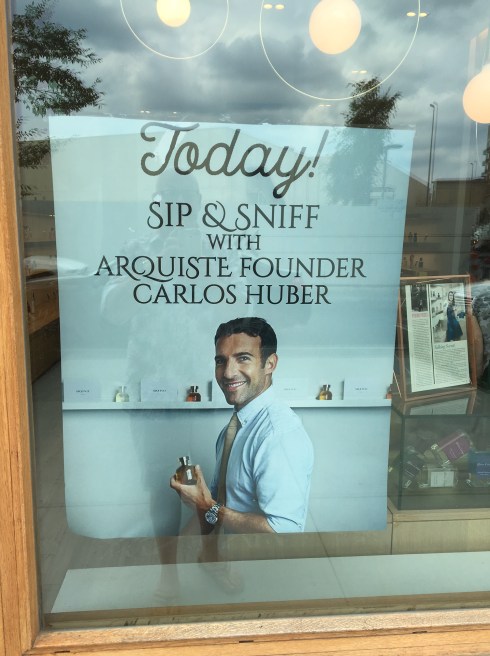 Today!
SIP & SNIFF
WITH
ARQUISTE FOUNDER
CARLOS HUBER